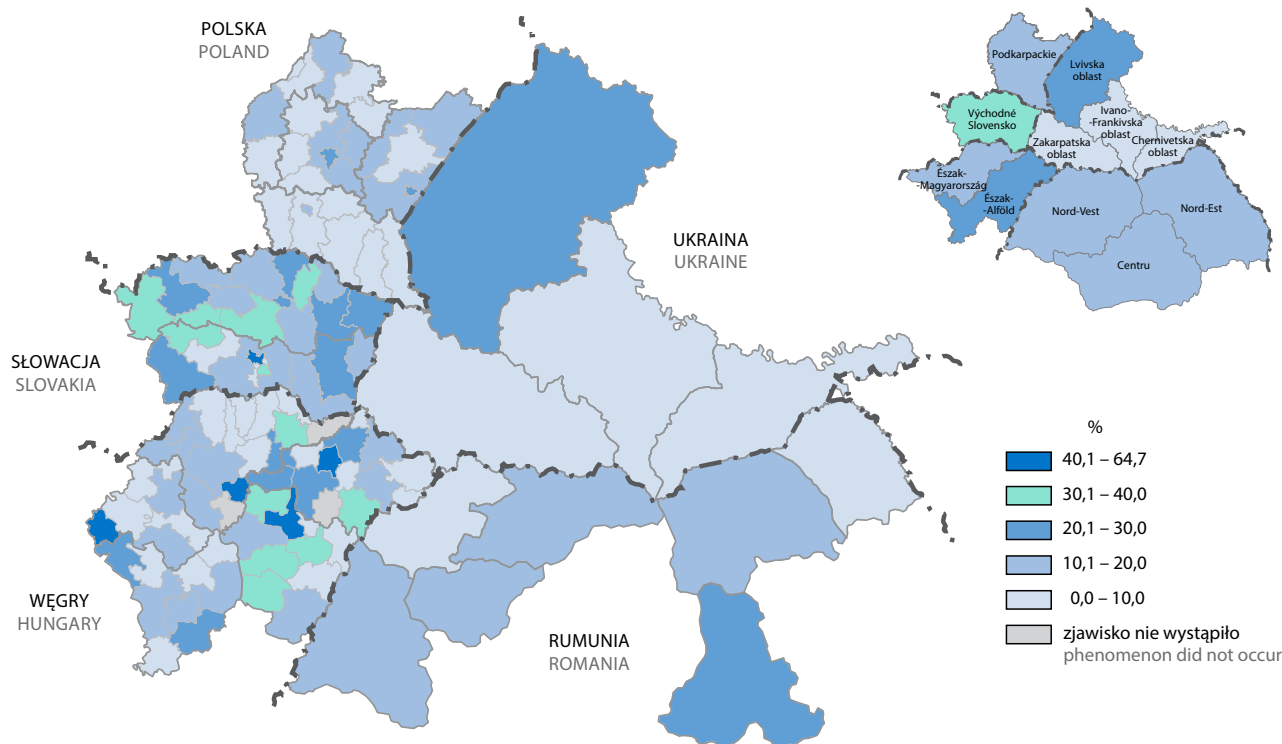 POLSKA
POLAND
UKRAINA
UKRAINE
SŁOWACJA
SLOVAKIA
WĘGRY
HUNGARY
RUMUNIA
ROMANIA
Podkarpackie
Lvivska
oblast
Východné
Slovensko
Ivano-
-Frankivska
oblast
Zakarpatska
oblast
Chernivetska
oblast
Észak-
-Magyarország
Észak-
-Alföld
Nord-Vest
Nord-Est
Centru
%
40,1 – 64,7
30,1 – 40,0
20,1 – 30,0
10,1 – 20,0
0,0 – 10,0
zjawisko nie wystąpiło
phenomenon did not occur